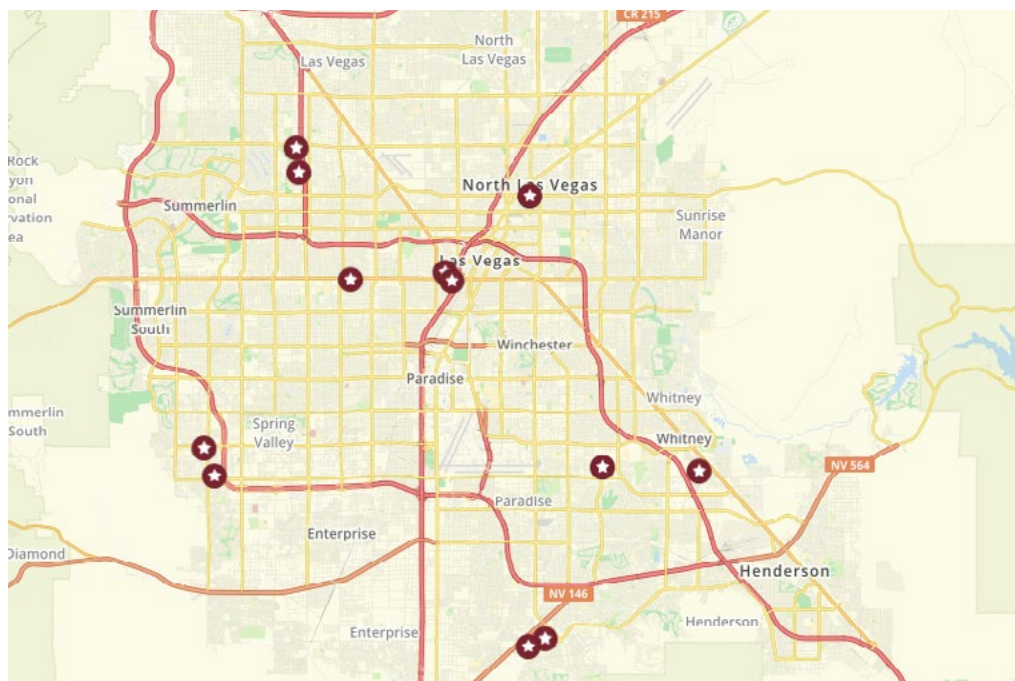 CR 215
North
Las Vegas
Las Vegas
Rock
yon
onal
rvation
ea
North Las Vegas
Summerlin
Sunrise
Manor
Las Vegas
Summerlin
South
Winchester
Paradise
Whitney
mmerlin
South
Spring
Valley
Whitney
NV 564
Paradise
Enterprise
Diamond
Henderson
NV 146
Henderson
Enterprise